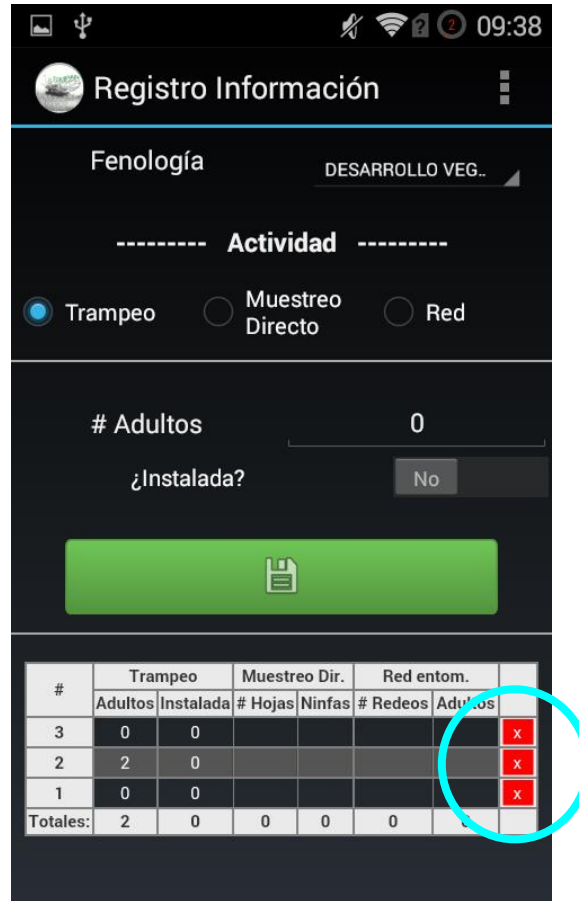 2 09:38
Registro Información
Fenología DESARROLLO VEG..
--------- Actividad ---------
Trampeo Muestreo Directo Red
# Adultos 0
¿Instalada? No
# Trampeo Muestreo Dir. Red entom.
Adultos Instalada # Hojas Ninfas # Redeos Adultos
3 0 0 x
2 2 0 x
1 0 0 x
Totales: 2 0 0 0 0